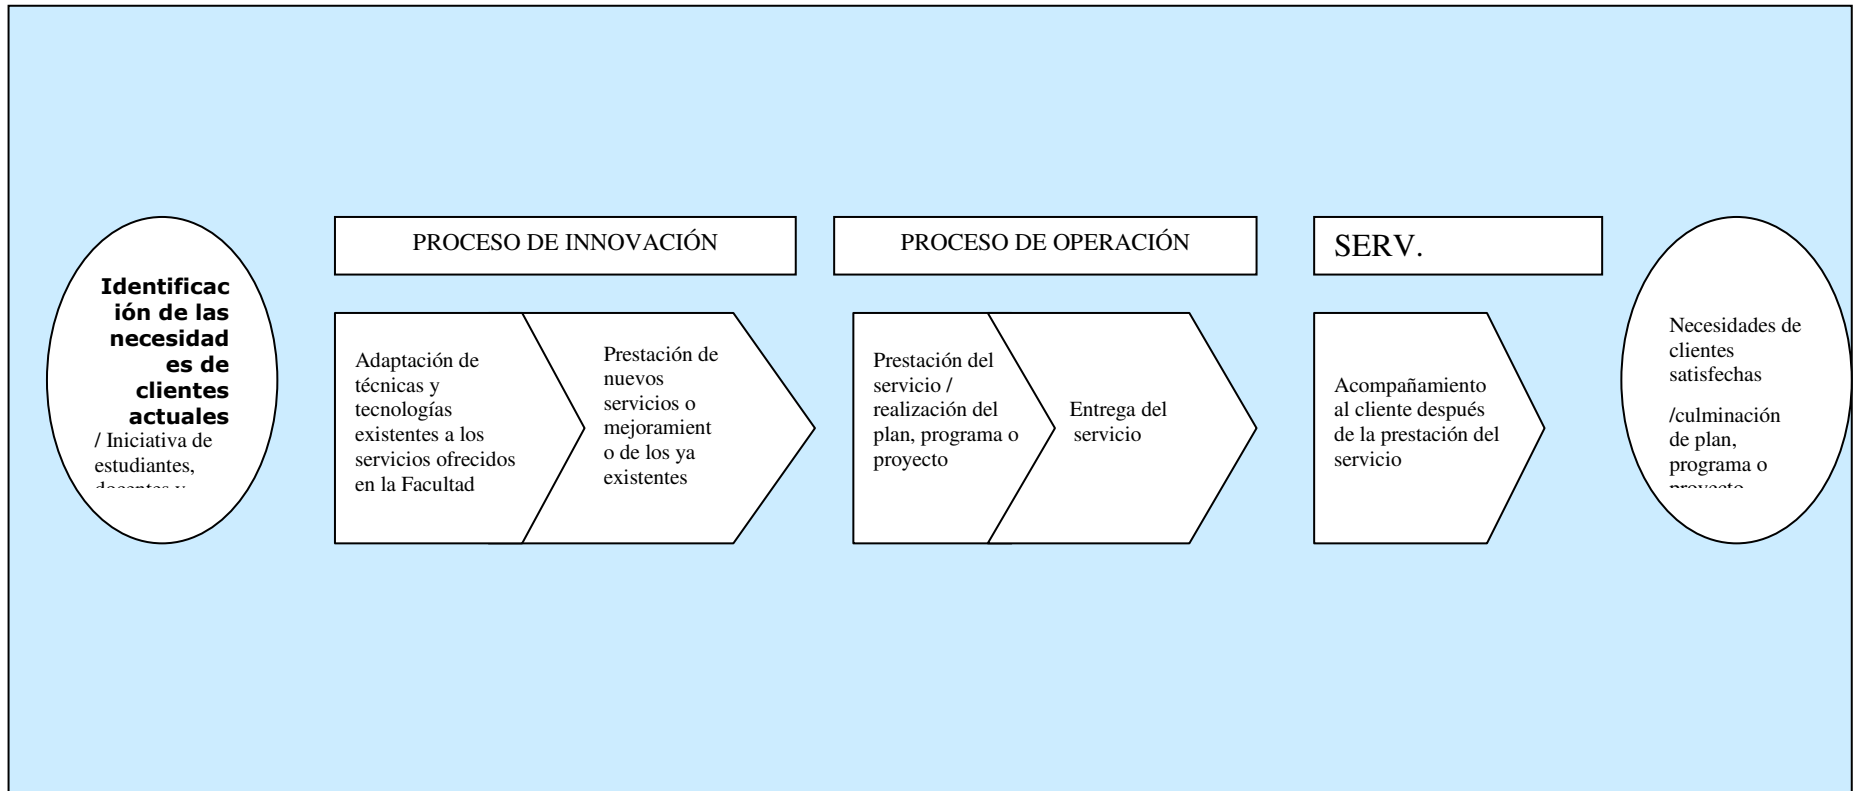 Identificac
ión de las
necesidad
es de
clientes
actuales
/ Iniciativa de
estudiantes,
PROCESO DE INNOVACIÓN
Adaptación de
técnicas y
tecnologías
existentes a los
servicios ofrecidos
en la Facultad
Prestación de
nuevos
servicios o
mejoramient
o de los ya
existentes
PROCESO DE OPERACIÓN
Prestación del
servicio /
realización del
plan, programa o
proyecto
Entrega del
servicio
SERV.
Acompañamiento
al cliente después
de la prestación del
servicio
Necesidades de
clientes
satisfechas
/culminación
de plan,
programa o